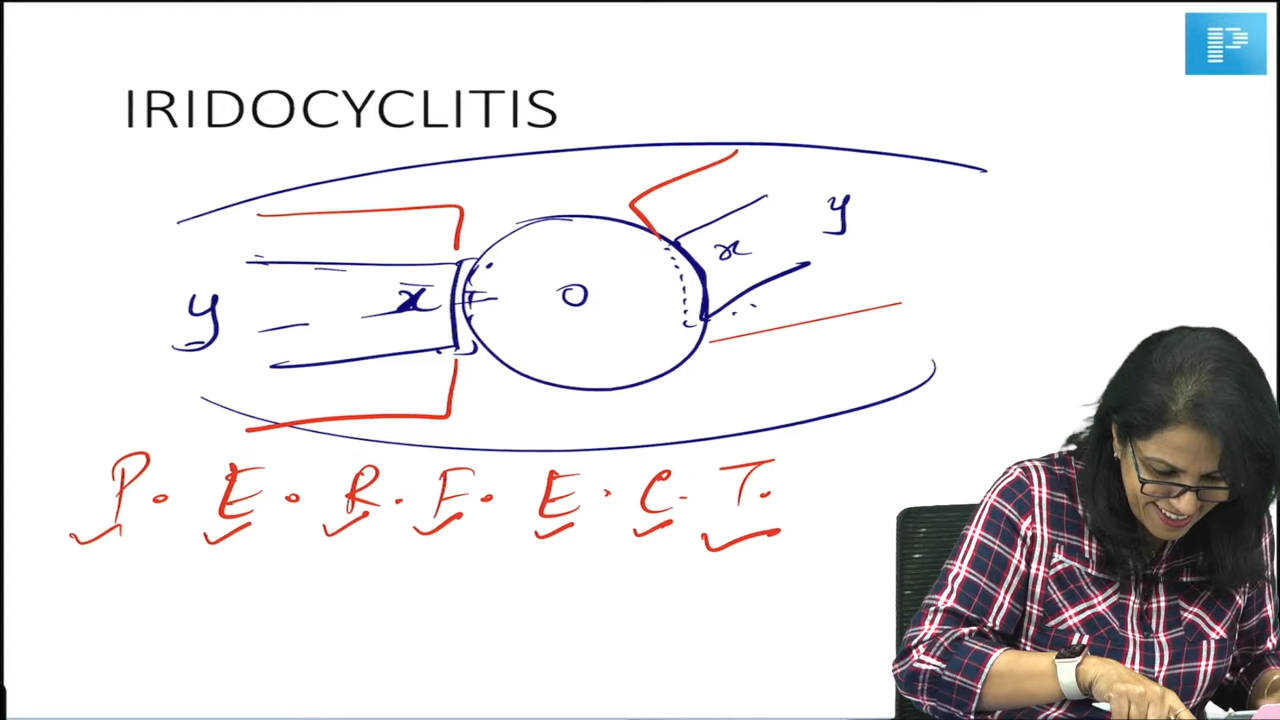 IRIDOCYCLITIS
y
x
O
x
y
P. E. R. F. E. C. T.
P